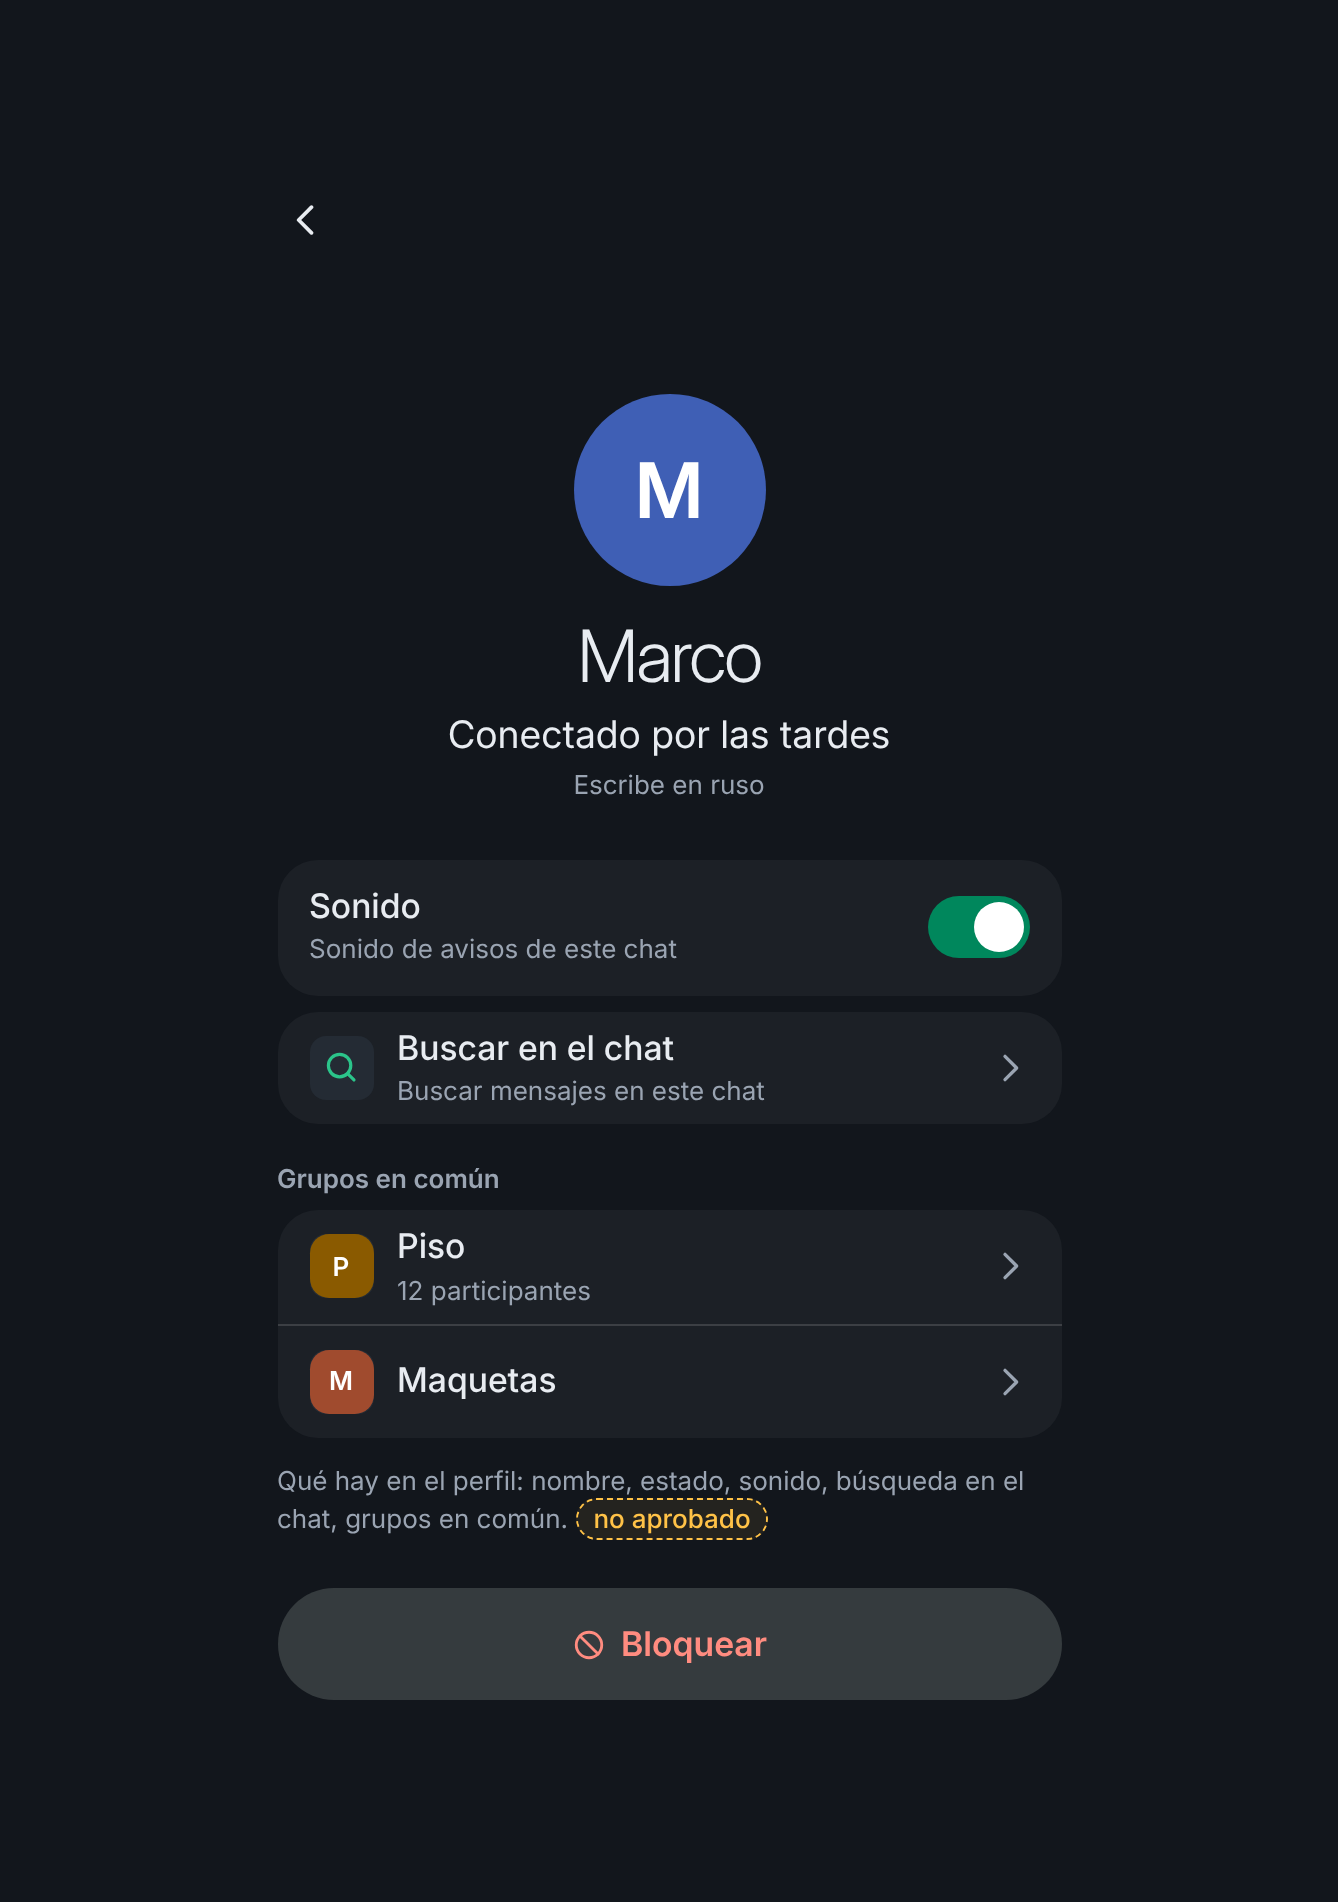 M
Marco
Conectado por las tardes
Escribe en ruso
Sonido
Sonido de avisos de este chat
Buscar en el chat
Buscar mensajes en este chat
Grupos en común
P
Piso
12 participantes
M
Maquetas
Qué hay en el perfil: nombre, estado, sonido, búsqueda en el
chat, grupos en común. no aprobado
Bloquear